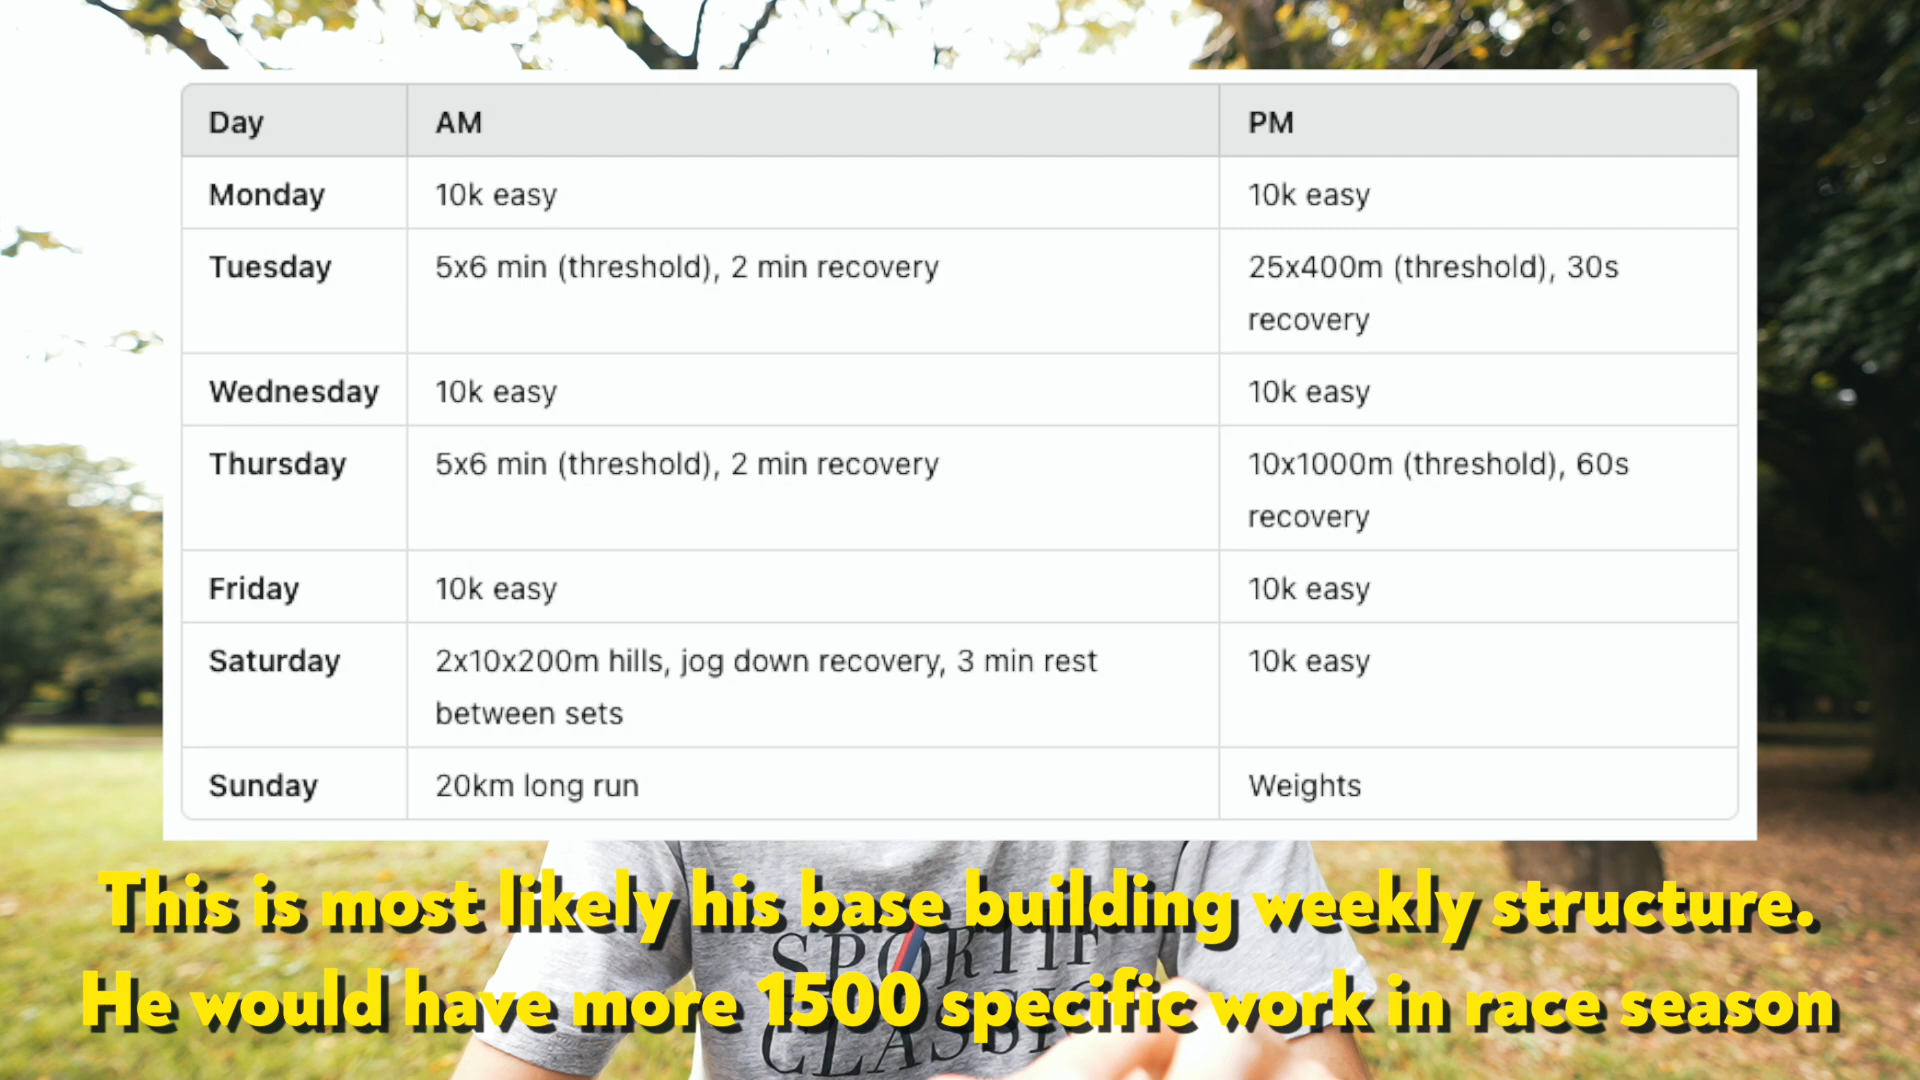 Day AM PM
Monday 10k easy 10k easy
Tuesday 5x6 min (threshold), 2 min recovery 25x400m (threshold), 30s
recovery
Wednesday 10k easy 10k easy
Thursday 5x6 min (threshold), 2 min recovery 10x1000m (threshold), 60s
recovery
Friday 10k easy 10k easy
Saturday 2x10x200m hills, jog down recovery, 3 min rest 10k easy
between sets
Sunday 20km long run Weights
This is most likely his base building weekly structure.
SPORTIF
He would have more 1500 specific work in race season
CLASSIC